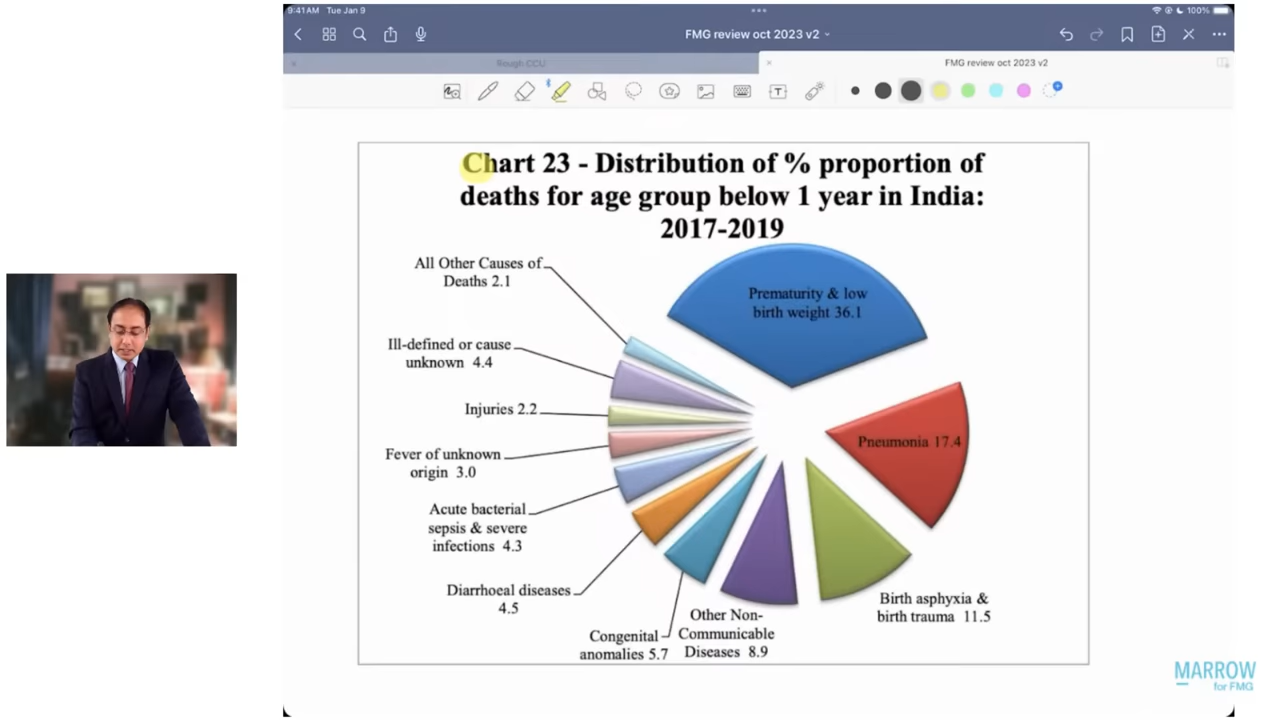 9:41 AM Tue Jan 9
100%
FMG review oct 2023 v2
Rough CCU
FMG review oct 2023 v2
T
Chart 23 - Distribution of % proportion of
deaths for age group below 1 year in India:
2017-2019
All Other Causes of
Deaths 2.1
Prematurity & low
birth weight 36.1
Ill-defined or cause
unknown 4.4
Injuries 2.2
Pneumonia 17.4
Fever of unknown
origin 3.0
Acute bacterial
sepsis & severe
infections 4.3
Diarrhoeal diseases
4.5
Birth asphyxia &
birth trauma 11.5
Congenital
anomalies 5.7
Other Non-
Communicable
Diseases 8.9
MARROW
for FMG